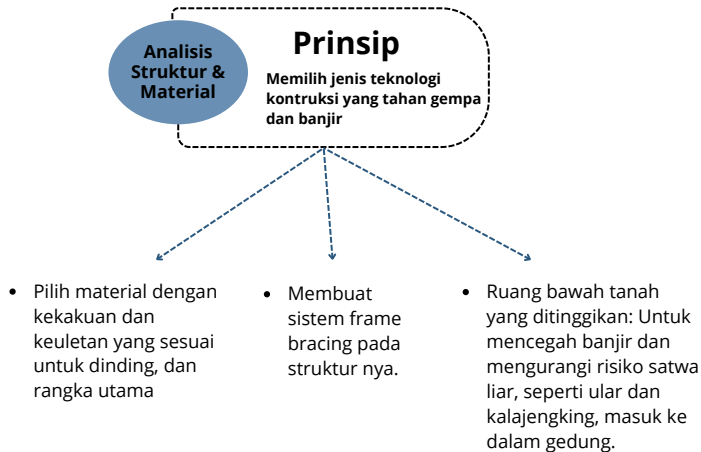 Analisis
Struktur &
Material
Prinsip
Memilih jenis teknologi
kontruksi yang tahan gempa
dan banjir
• Pilih material dengan
kekakuan dan
keuletan yang sesuai
untuk dinding, dan
rangka utama
• Membuat
sistem frame
bracing pada
struktur nya.
• Ruang bawah tanah
yang ditinggikan: Untuk
mencegah banjir dan
mengurangi risiko satwa
liar, seperti ular dan
kalajengking, masuk ke
dalam gedung.